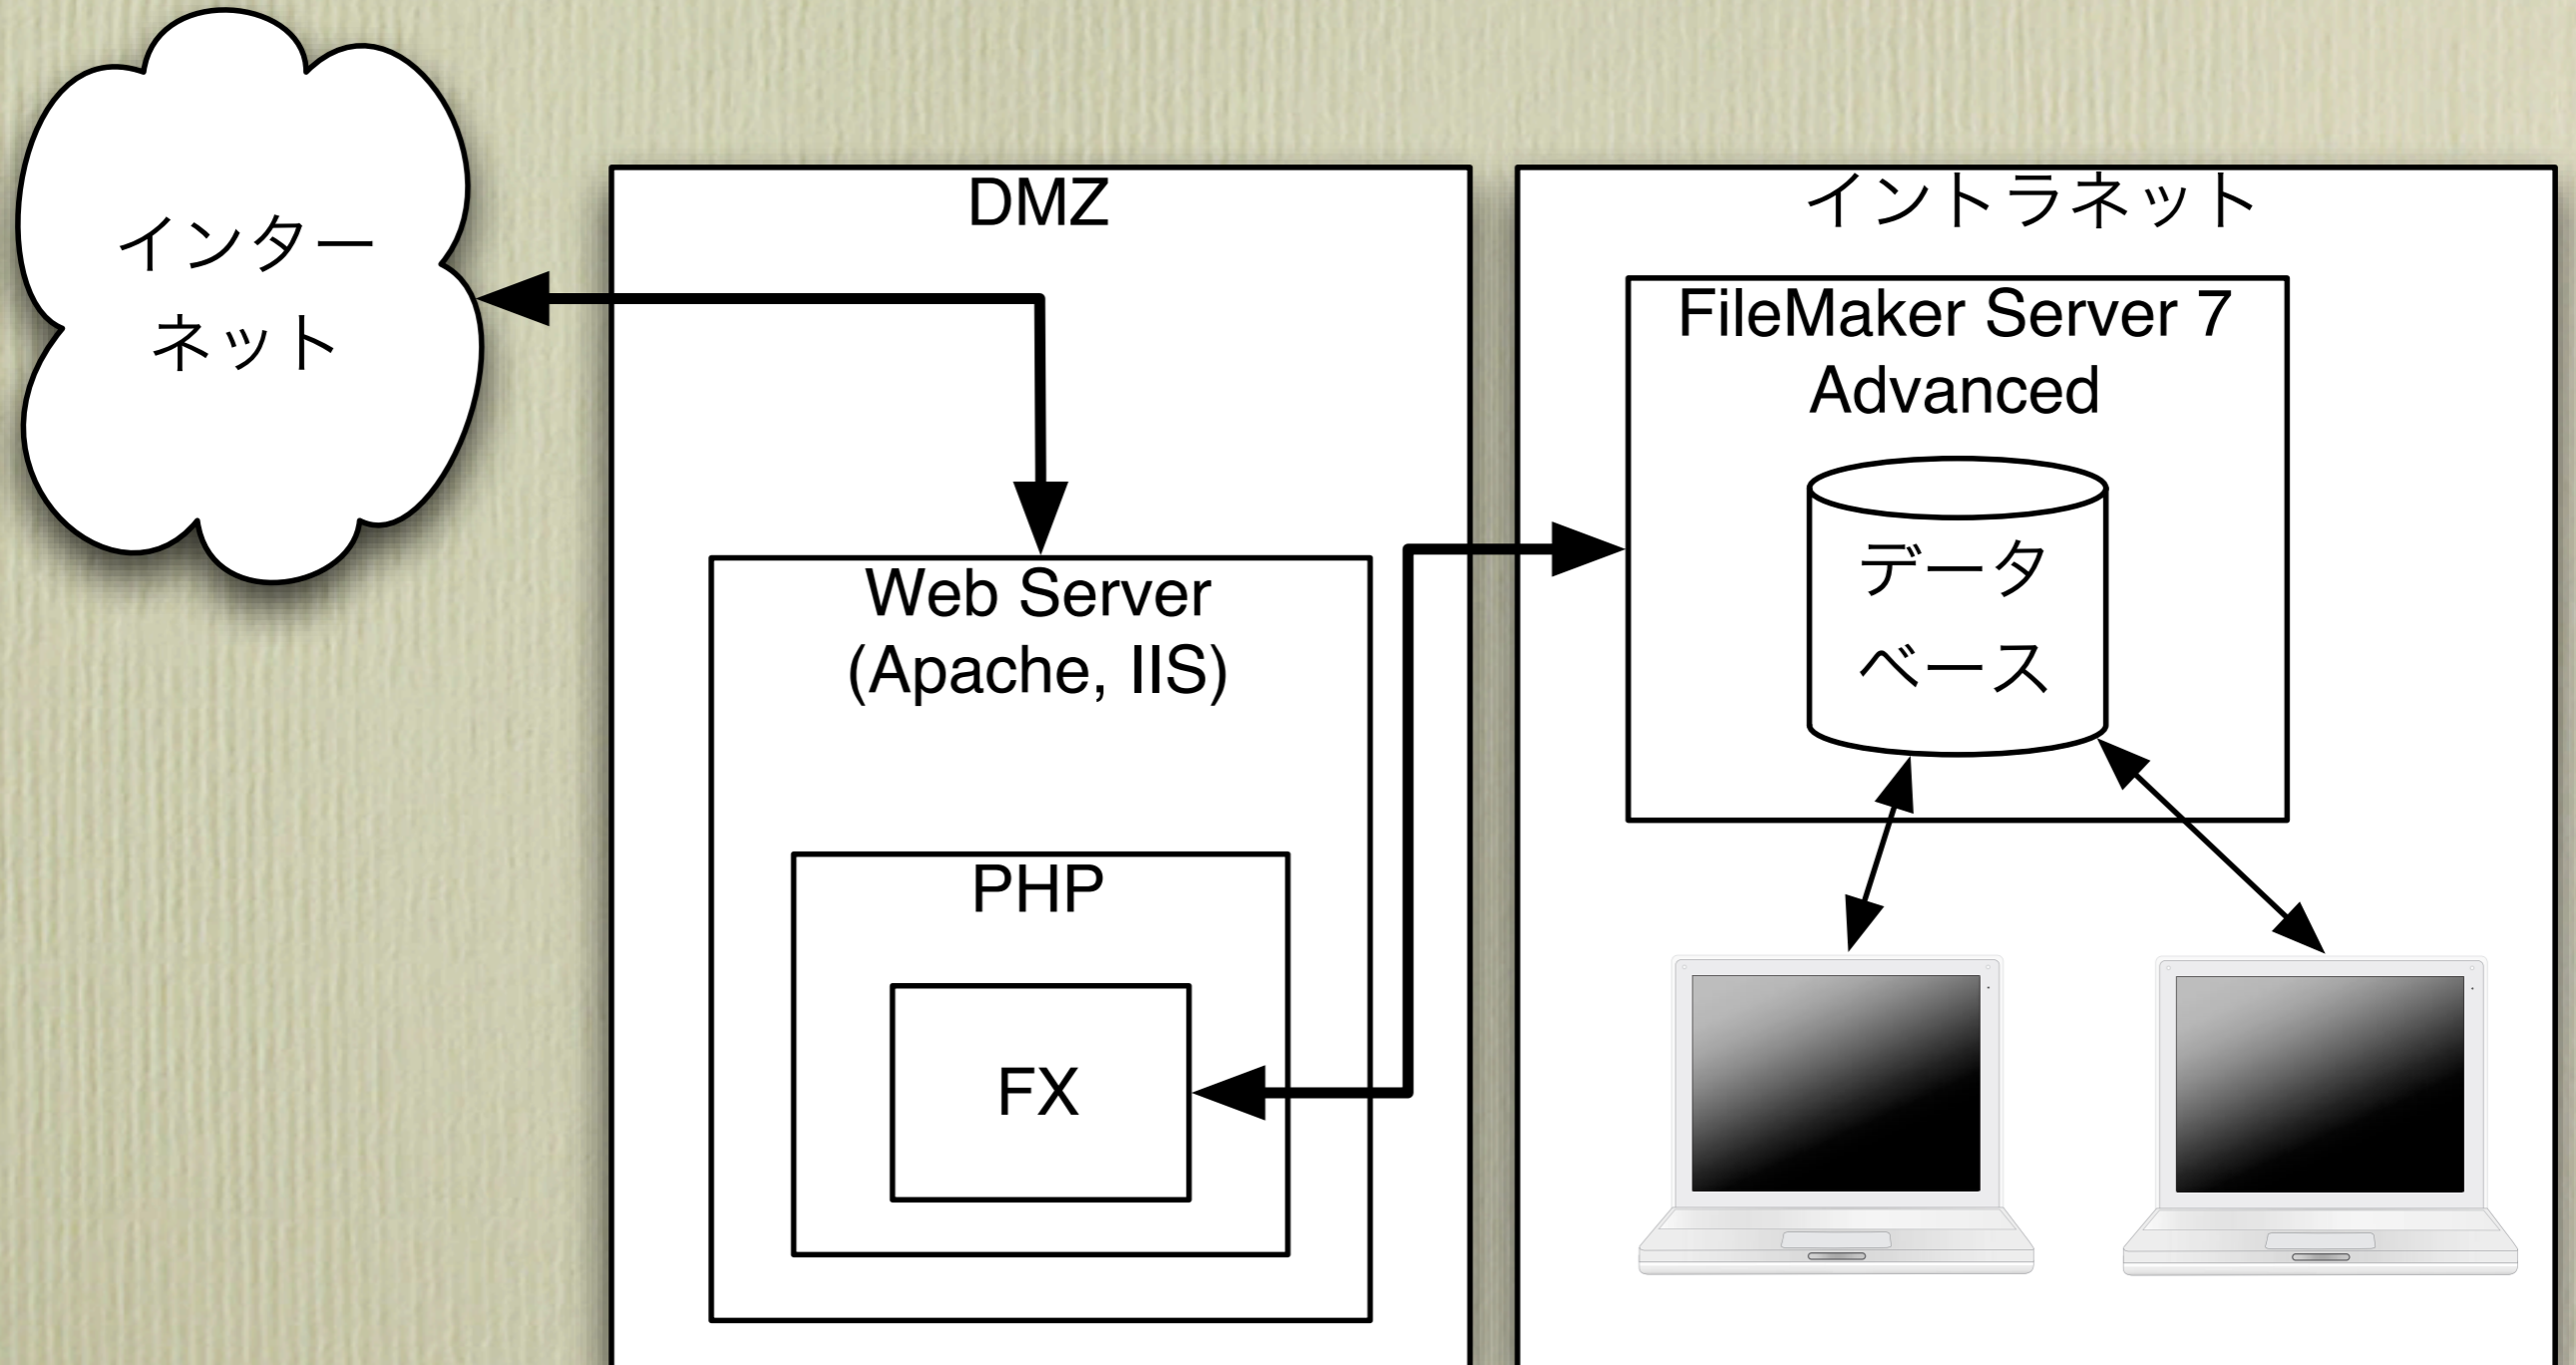 インター
ネット
DMZ
Web Server
(Apache, IIS)
PHP
FX
イントラネット
FileMaker Server 7
Advanced
データ
ベース